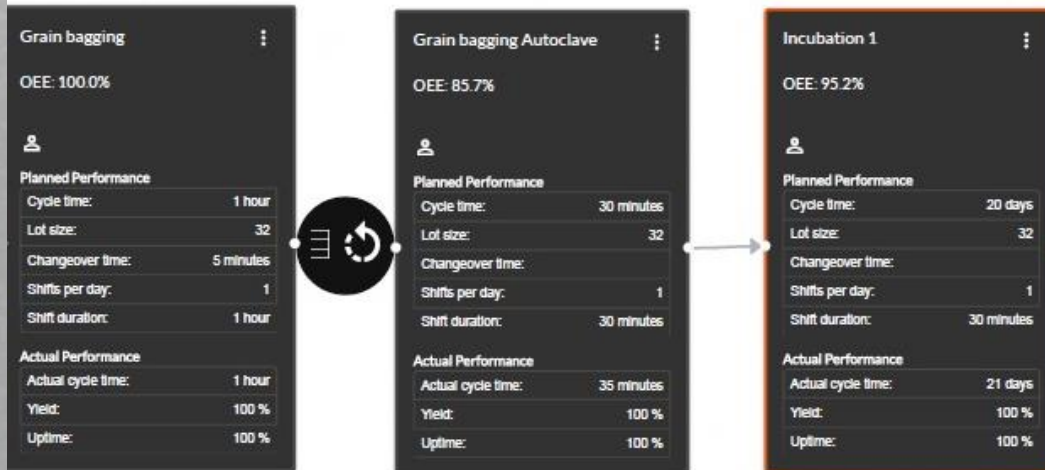 Grain bagging
OEE: 100.0%
Planned Performance
Cycle time: 1 hour
Lot size: 32
Changeover time: 5 minutes
Shifts per day: 1
Shift duration: 1 hour
Actual Performance
Actual cycle time: 1 hour
Yield: 100 %
Uptime: 100 %
Grain bagging Autoclave
OEE: 85.7%
Planned Performance
Cycle time: 30 minutes
Lot size: 32
Changeover time:
Shifts per day: 1
Shift duration: 30 minutes
Actual Performance
Actual cycle time: 35 minutes
Yield: 100 %
Uptime: 100 %
Incubation 1
OEE: 95.2%
Planned Performance
Cycle time: 20 days
Lot size: 32
Changeover time:
Shifts per day: 1
Shift duration: 30 minutes
Actual Performance
Actual cycle time: 21 days
Yield: 100 %
Uptime: 100 %